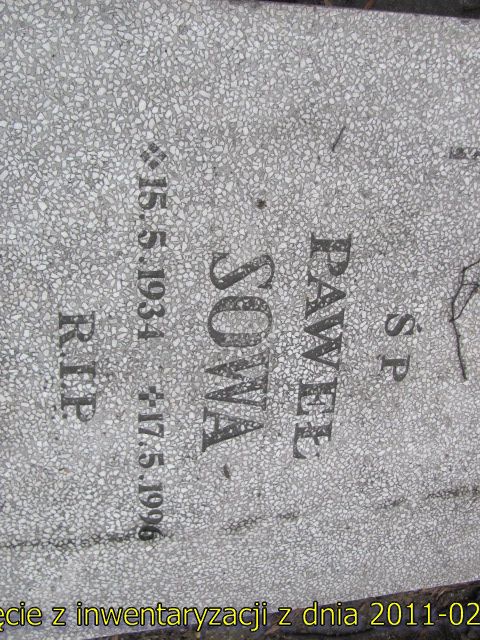 Ś P
PAWEŁ
SOWA
15.5.1934 17.5.1996
R.I.P.
ęcie z inwentaryzacji z dnia 2011-02